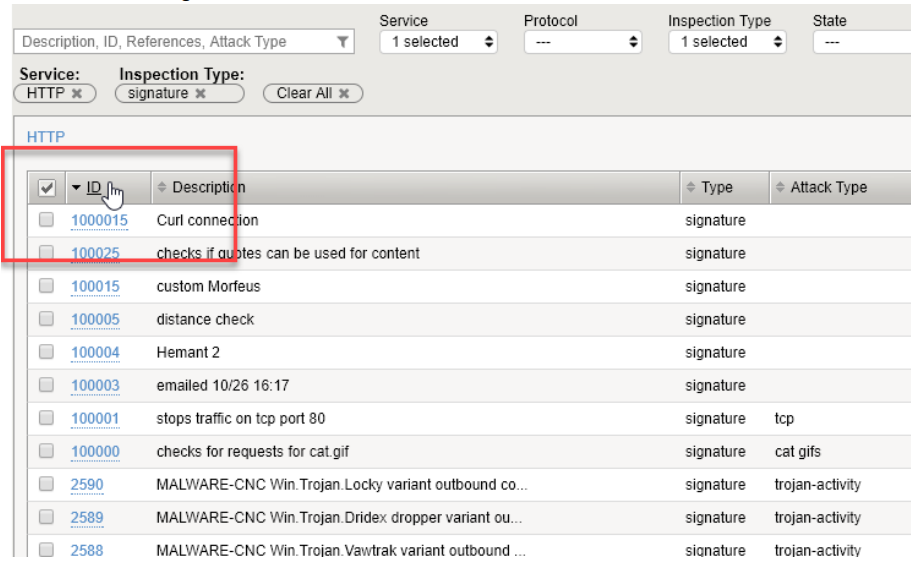 Service Protocol Inspection Type State
Description, ID, References, Attack Type 1 selected --- 1 selected ---
Service: Inspection Type:
HTTP signature Clear All
HTTP
ID Description Type Attack Type
1000015 Curl connection signature
100025 checks if quotes can be used for content signature
100015 custom Morfeus signature
100005 distance check signature
100004 Hemant 2 signature
100003 emailed 10/26 16:17 signature
100001 stops traffic on tcp port 80 signature tcp
100000 checks for requests for cat.gif signature cat gifs
2590 MALWARE-CNC Win.Trojan.Locky variant outbound co... signature trojan-activity
2589 MALWARE-CNC Win.Trojan.Dridex dropper variant ou... signature trojan-activity
2588 MALWARE-CNC Win.Trojan.Vawtrak variant outbound ... signature trojan-activity